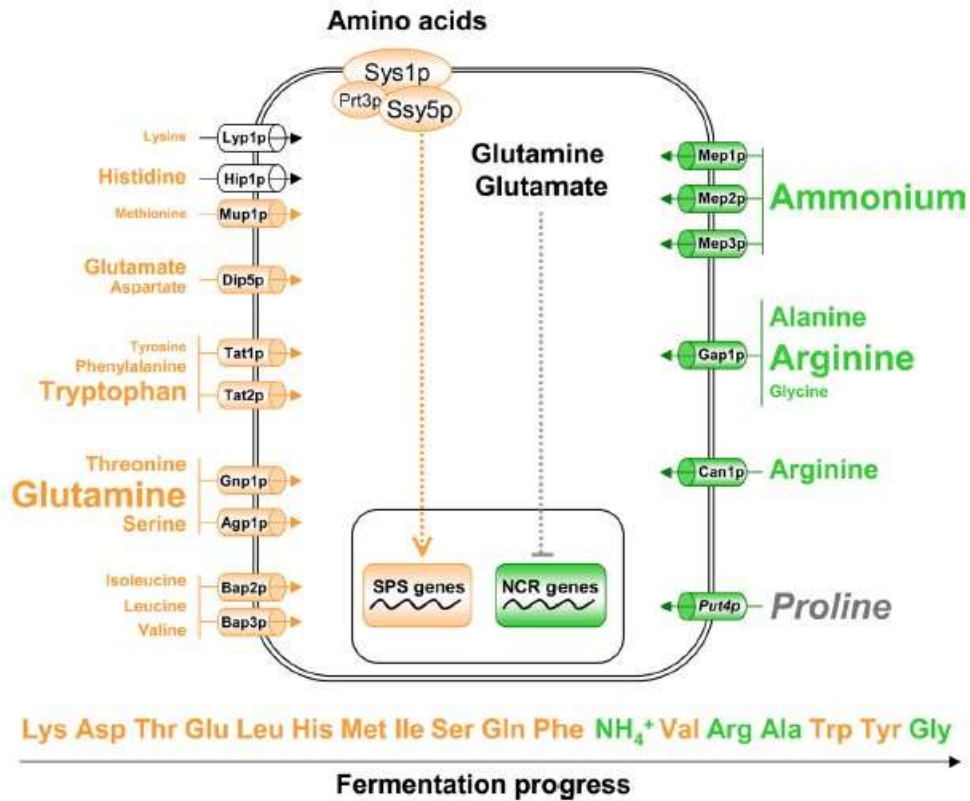 Amino acids
Sys1p
Prt3p
Ssy5p
Lysine
Lyp1p
Histidine
Hip1p
Methionine
Mup1p
Glutamate
Aspartate
Dip5p
Tyrosine
Phenylalanine
Tryptophan
Tat1p
Tat2p
Threonine
Glutamine
Serine
Gnp1p
Agp1p
Isoleucine
Leucine
Valine
Bap2p
Bap3p
Glutamine
Glutamate
SPS genes
NCR genes
Mep1p
Mep2p
Mep3p
Ammonium
Gap1p
Alanine
Arginine
Glycine
Can1p
Arginine
Put4p
Proline
Lys Asp Thr Glu Leu His Met Ile Ser Gln Phe NH₄⁺ Val Arg Ala Trp Tyr Gly
Fermentation progress